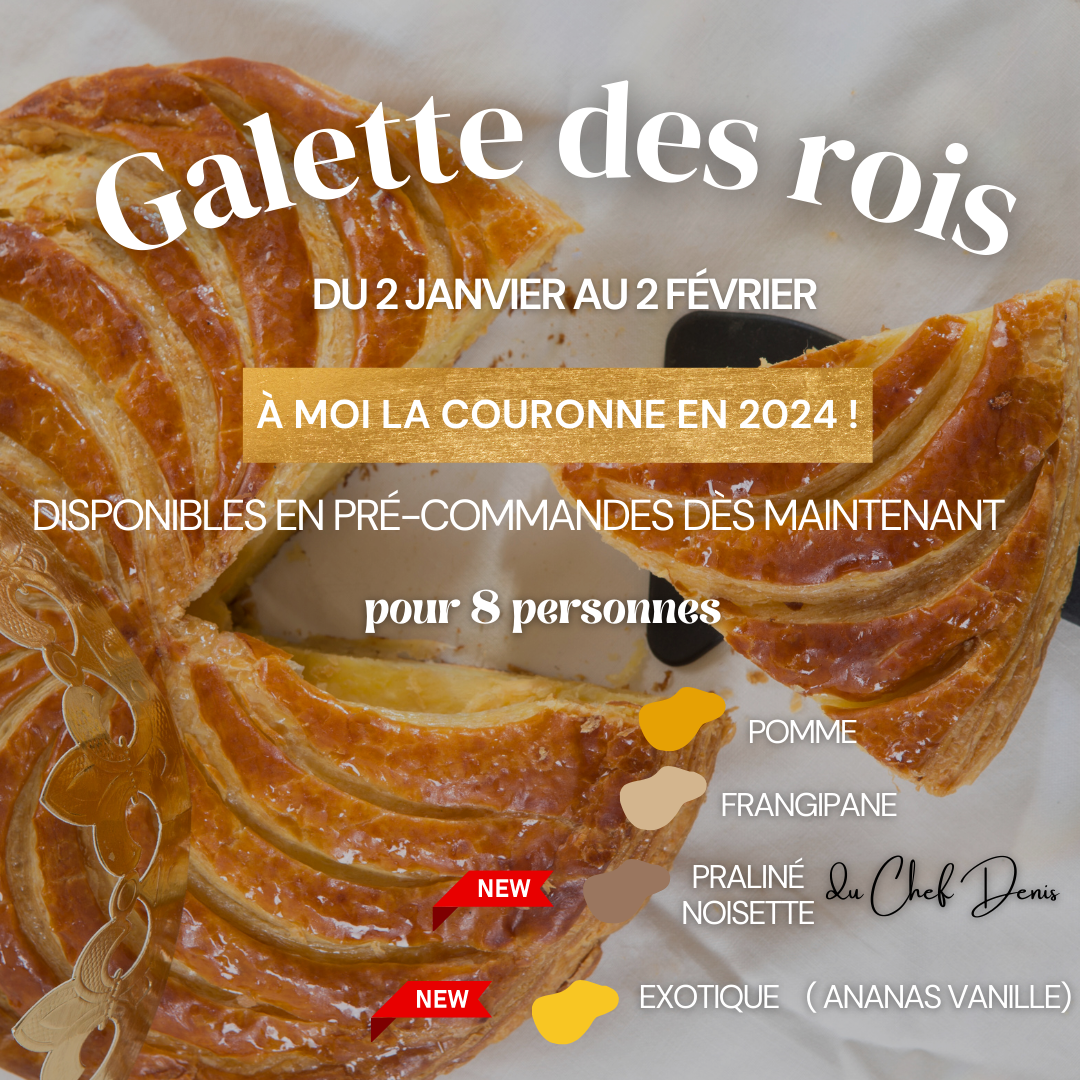 Galette des rois
DU 2 JANVIER AU 2 FÉVRIER
À MOI LA COURONNE EN 2024 !
DISPONIBLES EN PRÉ-COMMANDES DÈS MAINTENANT
pour 8 personnes
POMME
FRANGIPANE
NEW
PRALINÉ
NOISETTE
du Chef Denis
NEW
EXOTIQUE ( ANANAS VANILLE)